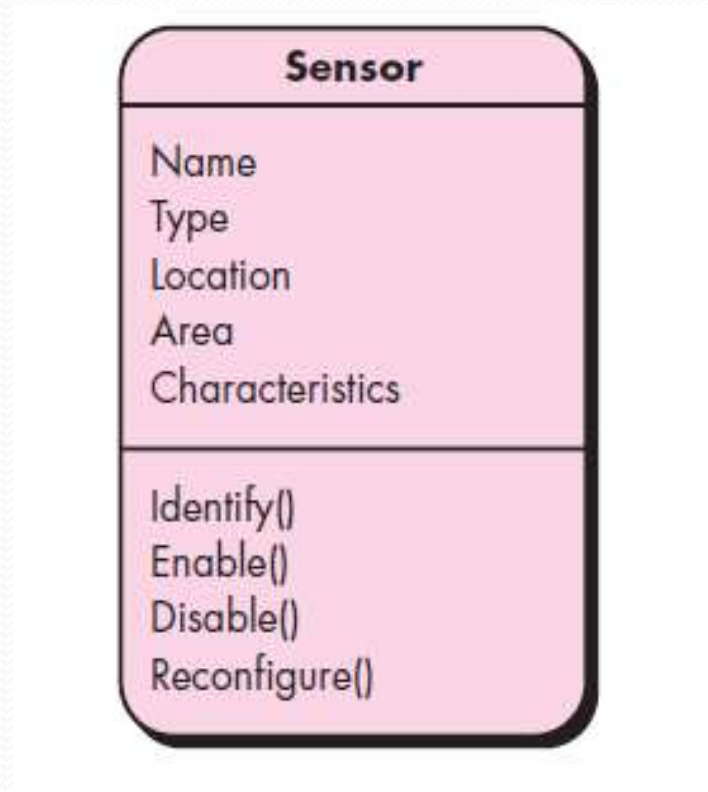 Sensor
Name
Type
Location
Area
Characteristics
Identify()
Enable()
Disable()
Reconfigure()